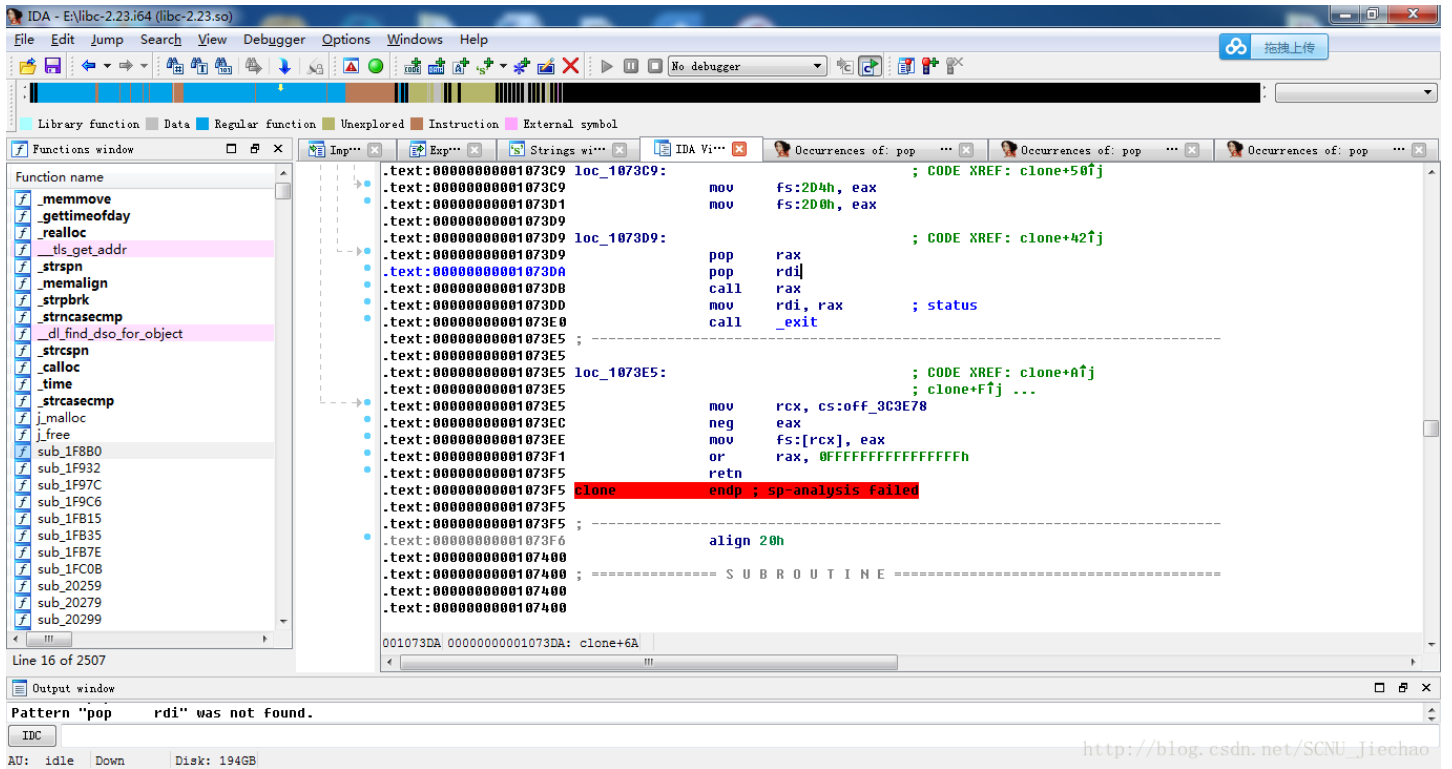 IDA - E:\libc-2.23.i64 (libc-2.23.so)
File Edit Jump Search View Debugger Options Windows Help
拖拽上传
No debugger
Library function Data Regular function Unexplored Instruction External symbol
Functions window
Imp··· Exp··· Strings wi··· IDA Vi··· Occurrences of: pop ··· Occurrences of: pop ··· Occurrences of: pop ···
Function name
_memmove
_gettimeofday
_realloc
__tls_get_addr
_strspn
_memalign
_strpbrk
_strncasecmp
__dl_find_dso_for_object
_strcspn
_calloc
_time
_strcasecmp
j_malloc
j_free
sub_1F8B0
sub_1F932
sub_1F97C
sub_1F9C6
sub_1FB15
sub_1FB35
sub_1FB7E
sub_1FC0B
sub_20259
sub_20279
sub_20299
Line 16 of 2507
.text:00000000001073C9 loc_1073C9: ; CODE XREF: clone+50↑j
.text:00000000001073C9 mov fs:2D4h, eax
.text:00000000001073D1 mov fs:2D0h, eax
.text:00000000001073D9
.text:00000000001073D9 loc_1073D9: ; CODE XREF: clone+42↑j
.text:00000000001073D9 pop rax
.text:00000000001073DA pop rdi
.text:00000000001073DB call rax
.text:00000000001073DD mov rdi, rax ; status
.text:00000000001073E0 call _exit
.text:00000000001073E5 ; ---------------------------------------------------------------------------
.text:00000000001073E5
.text:00000000001073E5 loc_1073E5: ; CODE XREF: clone+A↑j
.text:00000000001073E5 ; clone+F↑j ...
.text:00000000001073E5 mov rcx, cs:off_3C3E78
.text:00000000001073EC neg eax
.text:00000000001073EE mov fs:[rcx], eax
.text:00000000001073F1 or rax, 0FFFFFFFFFFFFFFFFh
.text:00000000001073F5 retn
.text:00000000001073F5 clone endp ; sp-analysis failed
.text:00000000001073F5
.text:00000000001073F5 ; ---------------------------------------------------------------------------
.text:00000000001073F6 align 20h
.text:0000000000107400
.text:0000000000107400 ; =============== S U B R O U T I N E =======================================
.text:0000000000107400
.text:0000000000107400
001073DA 00000000001073DA: clone+6A
Output window
Pattern "pop rdi" was not found.
IDC
AU: idle Down Disk: 194GB
http://blog.csdn.net/SCNU_Jiechao